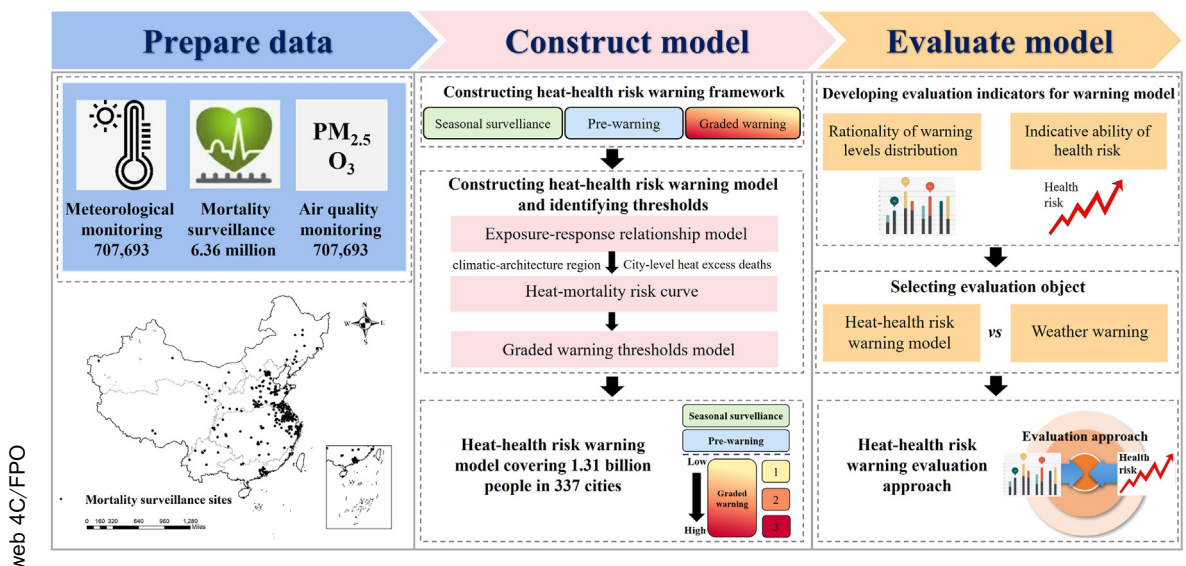 Prepare data
Construct model
Evaluate model
PM2.5
O3
Meteorological
monitoring
707,693
Mortality
surveillance
6.36 million
Air quality
monitoring
707,693
N
W
E
S
Mortality surveillance sites
0 160 320 640 960 1,280
Miles
Constructing heat-health risk warning framework
Seasonal survelliance
Pre-warning
Graded warning
Constructing heat-health risk warning model
and identifying thresholds
Exposure-response relationship model
climatic-architecture region
City-level heat excess deaths
Heat-mortality risk curve
Graded warning thresholds model
Heat-health risk warning
model covering 1.31 billion
people in 337 cities
Seasonal survelliance
Pre-warning
Low
High
Graded
warning
1
2
3
Developing evaluation indicators for warning model
Rationality of warning
levels distribution
Indicative ability of
health risk
Health
risk
Selecting evaluation object
Heat-health risk
warning model
vs
Weather warning
Heat-health risk
warning evaluation
approach
Evaluation approach
Health
risk
web 4C/FPO